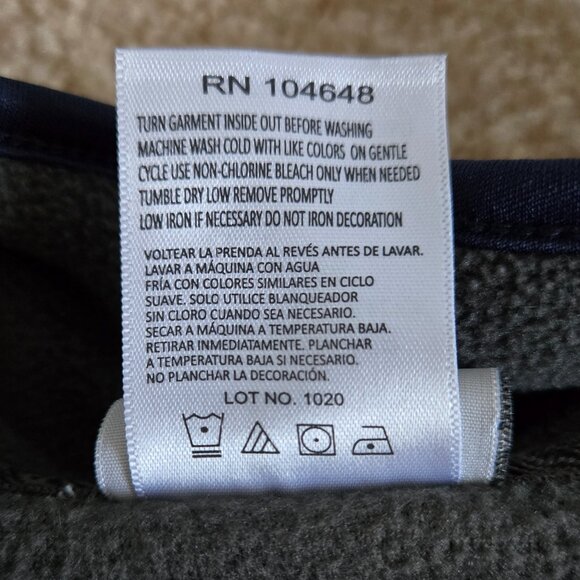 RN 104648
TURN GARMENT INSIDE OUT BEFORE WASHING
MACHINE WASH COLD WITH LIKE COLORS ON GENTLE
CYCLE USE NON-CHLORINE BLEACH ONLY WHEN NEEDED
TUMBLE DRY LOW REMOVE PROMPTLY
LOW IRON IF NECESSARY DO NOT IRON DECORATION
VOLTEAR LA PRENDA AL REVÉS ANTES DE LAVAR.
LAVAR A MÁQUINA CON AGUA
FRÍA CON COLORES SIMILARES EN CICLO
SUAVE. SOLO UTILICE BLANQUEADOR
SIN CLORO CUANDO SEA NECESARIO.
SECAR A MÁQUINA A TEMPERATURA BAJA.
RETIRAR INMEDIATAMENTE. PLANCHAR
A TEMPERATURA BAJA SI NECESARIO.
NO PLANCHAR LA DECORACIÓN.
LOT NO. 1020